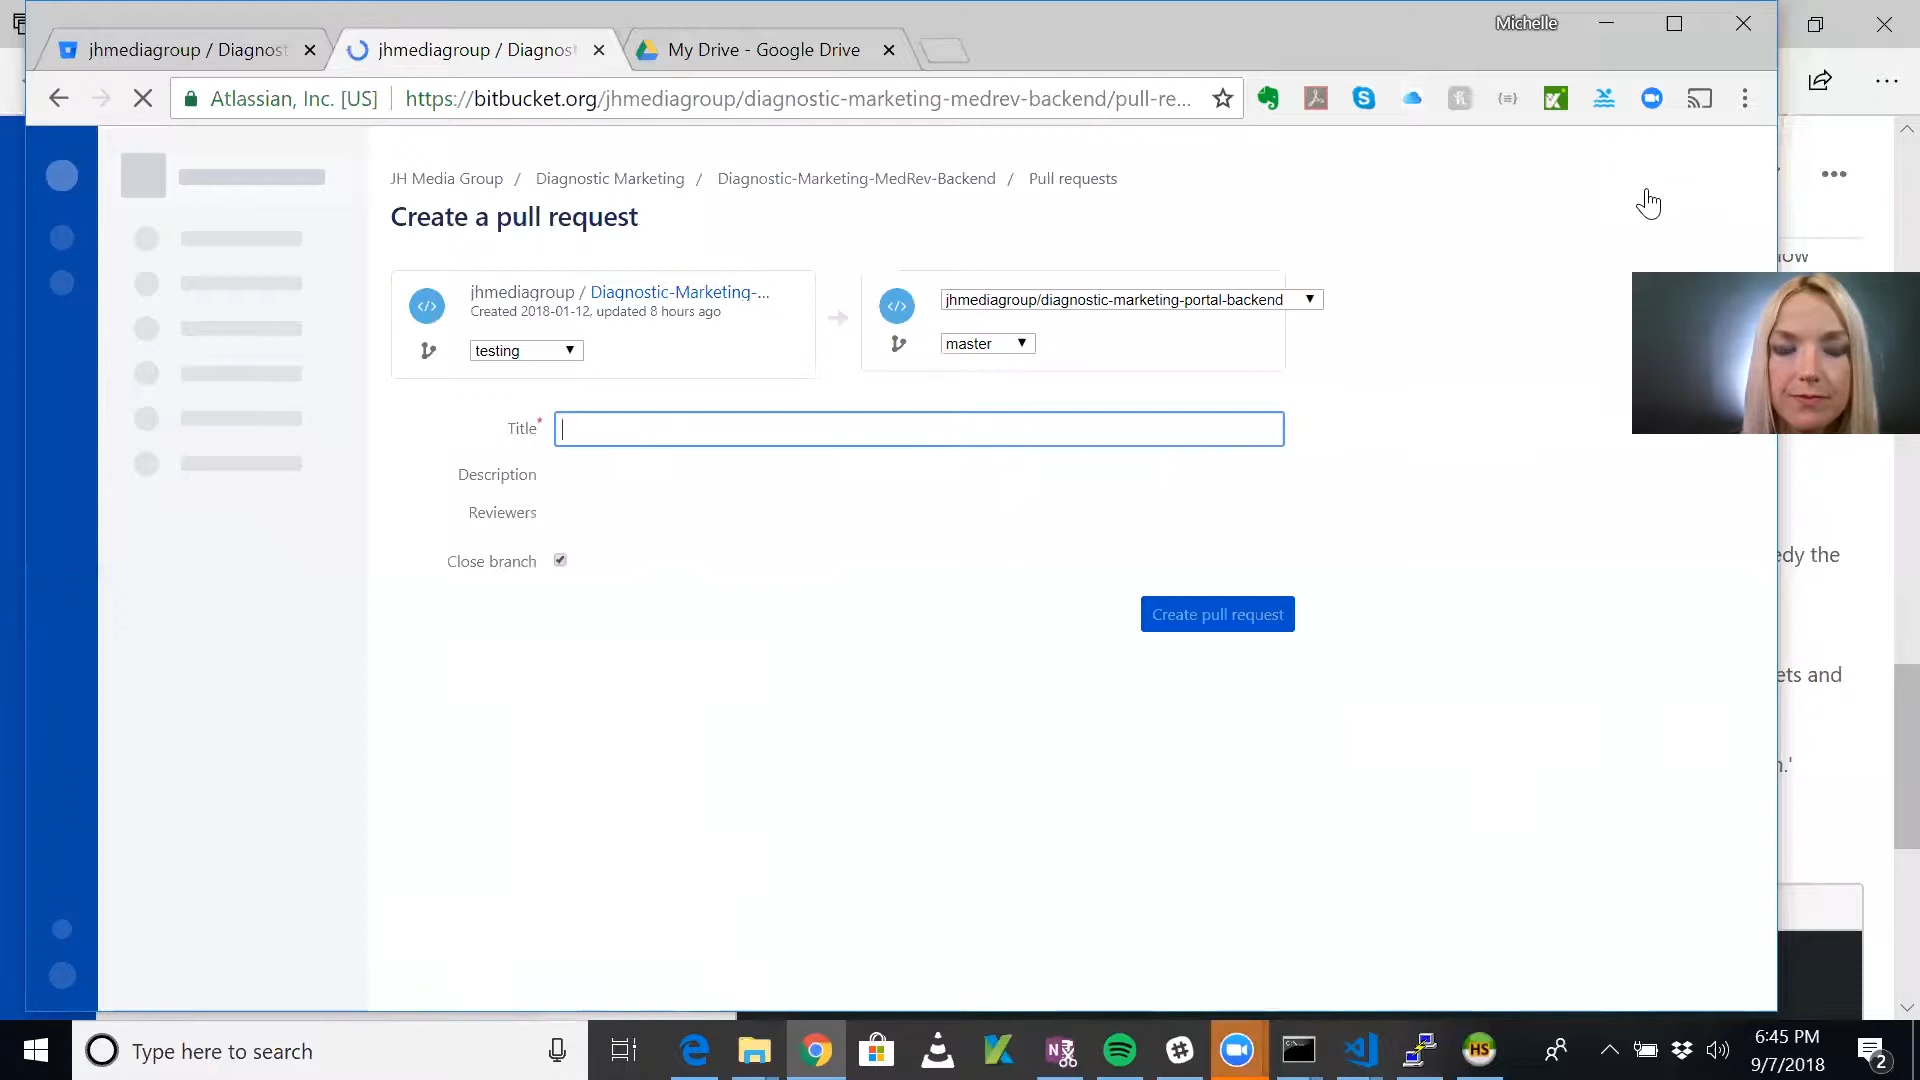 Michelle
jhmediagroup / Diagnost
jhmediagroup / Diagnost
My Drive - Google Drive
Atlassian, Inc. [US]
https://bitbucket.org/jhmediagroup/diagnostic-marketing-medrev-backend/pull-re...
JH Media Group / Diagnostic Marketing / Diagnostic-Marketing-MedRev-Backend / Pull requests
Create a pull request
jhmediagroup / Diagnostic-Marketing-...
Created 2018-01-12, updated 8 hours ago
testing
jhmediagroup/diagnostic-marketing-portal-backend
master
Title*
Description
Reviewers
Close branch
Create pull request
edy the
ets and
n.'
Type here to search
HS
6:45 PM
9/7/2018
2